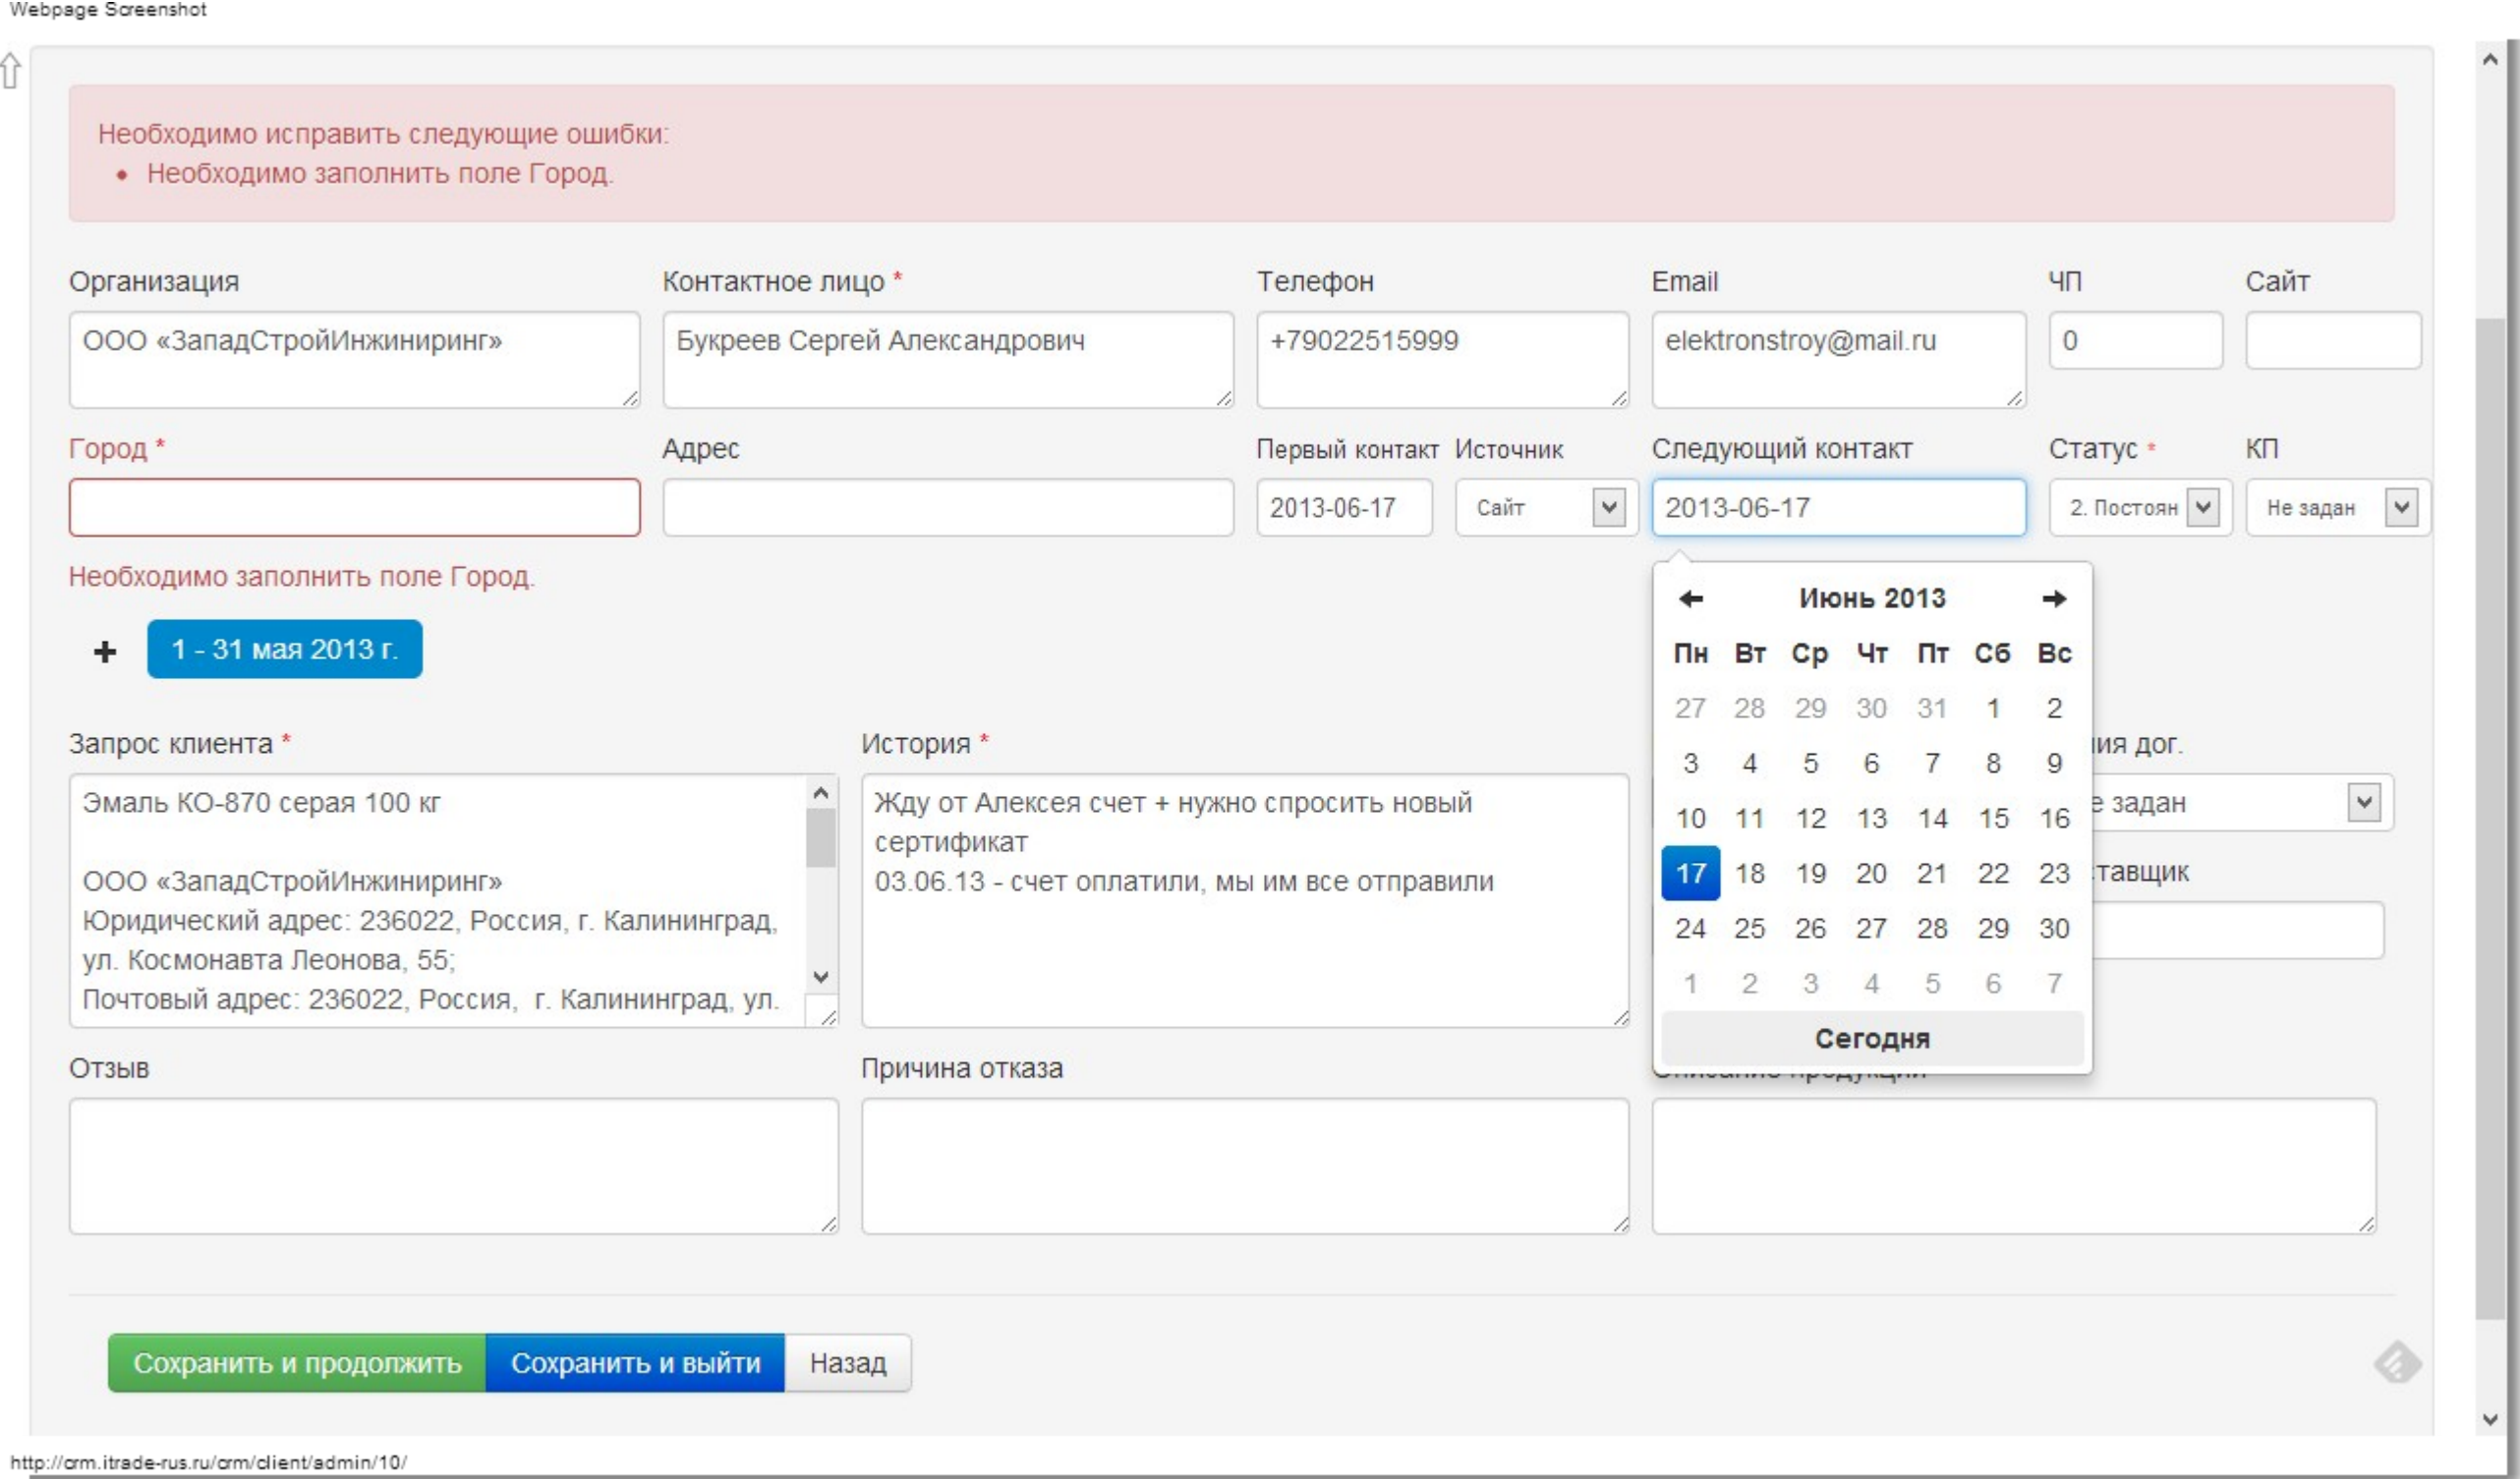 Webpage Screenshot
Необходимо исправить следующие ошибки:
• Необходимо заполнить поле Город.
Организация Контактное лицо * Телефон Email ЧП Сайт
ООО «ЗападСтройИнжиниринг» Букреев Сергей Александрович +79022515999 elektronstroy@mail.ru 0
Город * Адрес Первый контакт Источник Следующий контакт Статус * КП
2013-06-17 Сайт 2013-06-17 2. Постоян Не задан
Необходимо заполнить поле Город.
+ 1 - 31 мая 2013 г.
Июнь 2013
Пн Вт Ср Чт Пт Сб Вс
27 28 29 30 31 1 2
3 4 5 6 7 8 9
10 11 12 13 14 15 16
17 18 19 20 21 22 23
24 25 26 27 28 29 30
1 2 3 4 5 6 7
Сегодня
Запрос клиента * История * дог.
Эмаль КО-870 серая 100 кг
ООО «ЗападСтройИнжиниринг»
Юридический адрес: 236022, Россия, г. Калининград,
ул. Космонавта Леонова, 55;
Почтовый адрес: 236022, Россия, г. Калининград, ул.
Жду от Алексея счет + нужно спросить новый
сертификат
03.06.13 - счет оплатили, мы им все отправили
задан
Отзыв Причина отказа
Сохранить и продолжить Сохранить и выйти Назад
http://crm.itrade-rus.ru/crm/client/admin/10/